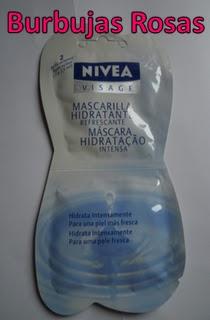 Burbujas Rosas
2
NIVEA
VISAGE
MASCARILLA
HIDRATANTE
REFRESCANTE
MÁSCARA
HIDRATAÇÃO
INTENSA
Hidrata Intensamente
Para una piel más fresca
Hidrata Intensamente
Para uma pele fresca